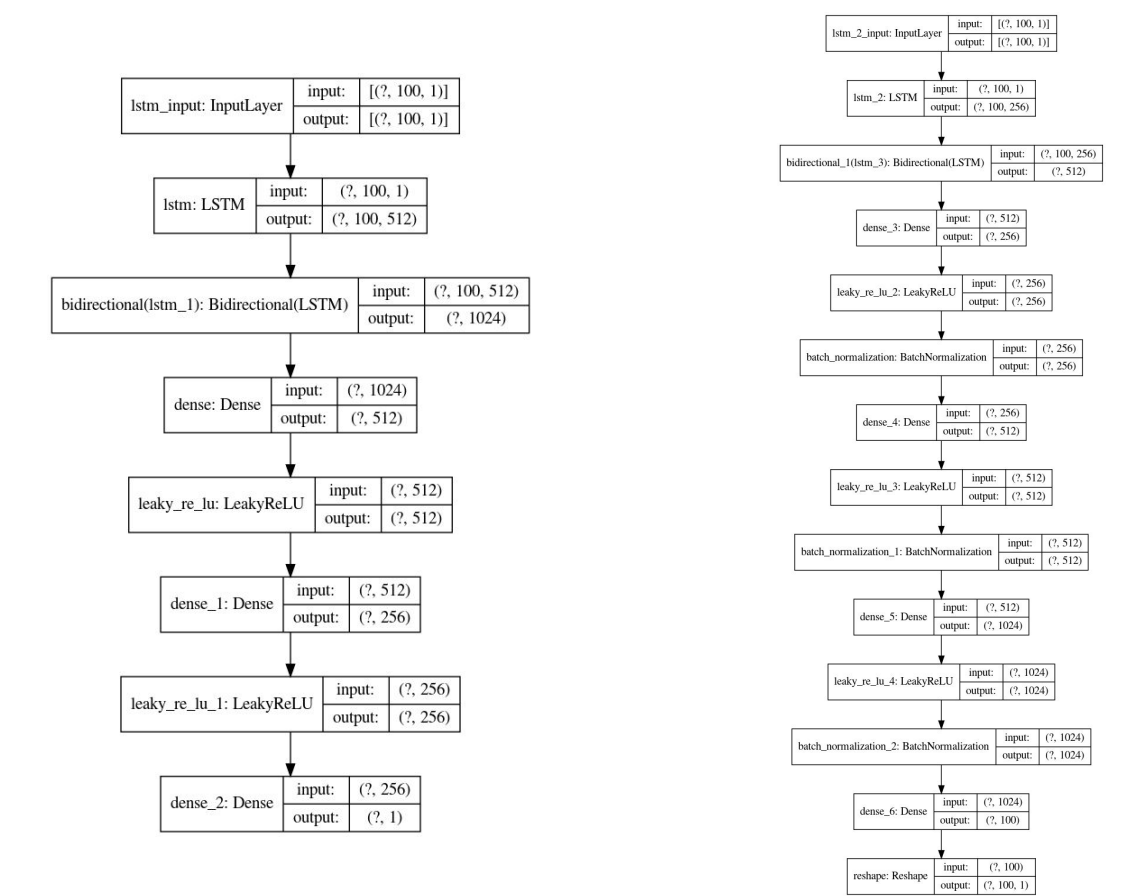 lstm_input: InputLayer
input: [(?, 100, 1)]
output: [(?, 100, 1)]
lstm: LSTM
input: (?, 100, 1)
output: (?, 100, 512)
bidirectional(lstm_1): Bidirectional(LSTM)
input: (?, 100, 512)
output: (?, 1024)
dense: Dense
input: (?, 1024)
output: (?, 512)
leaky_re_lu: LeakyReLU
input: (?, 512)
output: (?, 512)
dense_1: Dense
input: (?, 512)
output: (?, 256)
leaky_re_lu_1: LeakyReLU
input: (?, 256)
output: (?, 256)
dense_2: Dense
input: (?, 256)
output: (?, 1)
lstm_2_input: InputLayer
input: [(?, 100, 1)]
output: [(?, 100, 1)]
lstm_2: LSTM
input: (?, 100, 1)
output: (?, 100, 256)
bidirectional_1(lstm_3): Bidirectional(LSTM)
input: (?, 100, 256)
output: (?, 512)
dense_3: Dense
input: (?, 512)
output: (?, 256)
leaky_re_lu_2: LeakyReLU
input: (?, 256)
output: (?, 256)
batch_normalization: BatchNormalization
input: (?, 256)
output: (?, 256)
dense_4: Dense
input: (?, 256)
output: (?, 512)
leaky_re_lu_3: LeakyReLU
input: (?, 512)
output: (?, 512)
batch_normalization_1: BatchNormalization
input: (?, 512)
output: (?, 512)
dense_5: Dense
input: (?, 512)
output: (?, 1024)
leaky_re_lu_4: LeakyReLU
input: (?, 1024)
output: (?, 1024)
batch_normalization_2: BatchNormalization
input: (?, 1024)
output: (?, 1024)
dense_6: Dense
input: (?, 1024)
output: (?, 100)
reshape: Reshape
input: (?, 100)
output: (?, 100, 1)